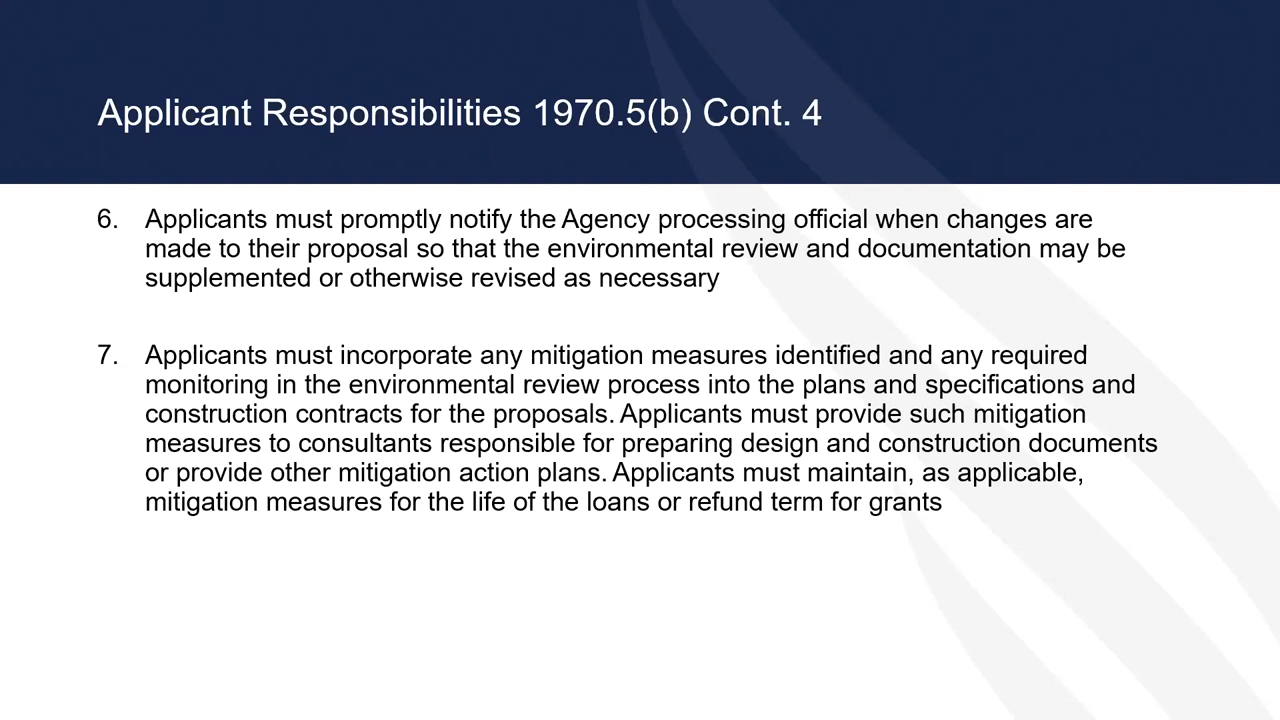 Applicant Responsibilities 1970.5(b) Cont. 4
6. Applicants must promptly notify the Agency processing official when changes are
made to their proposal so that the environmental review and documentation may be
supplemented or otherwise revised as necessary
7. Applicants must incorporate any mitigation measures identified and any required
monitoring in the environmental review process into the plans and specifications and
construction contracts for the proposals. Applicants must provide such mitigation
measures to consultants responsible for preparing design and construction documents
or provide other mitigation action plans. Applicants must maintain, as applicable,
mitigation measures for the life of the loans or refund term for grants